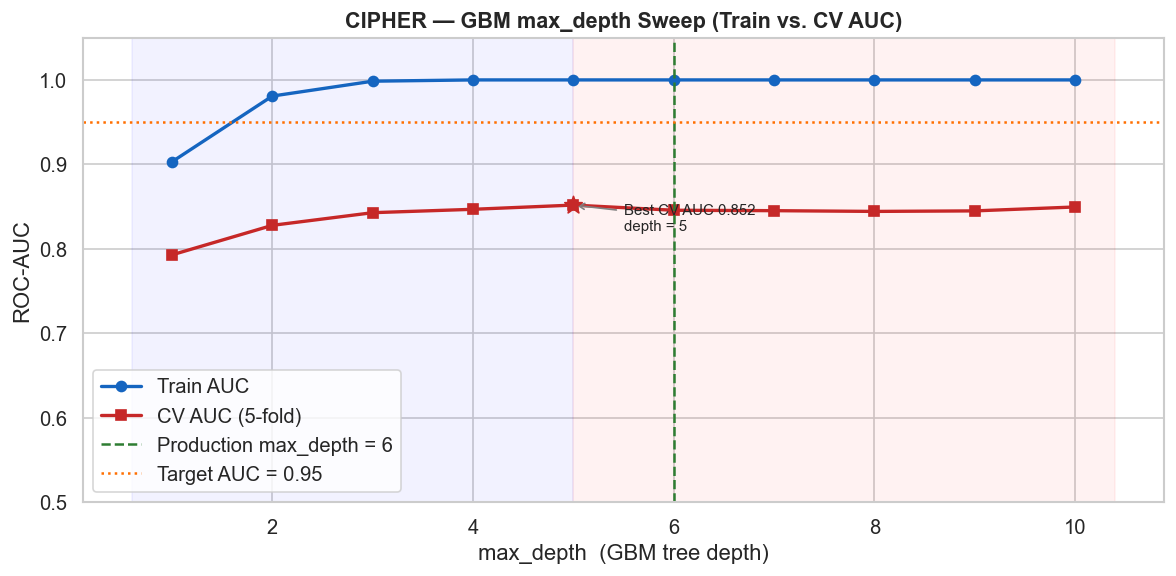 CIPHER — GBM max_depth Sweep (Train vs. CV AUC)
ROC-AUC
1.0
0.9
0.8
0.7
0.6
0.5
Best CV AUC 0.852
depth = 5
Train AUC
CV AUC (5-fold)
Production max_depth = 6
Target AUC = 0.95
2
4
6
8
10
max_depth  (GBM tree depth)